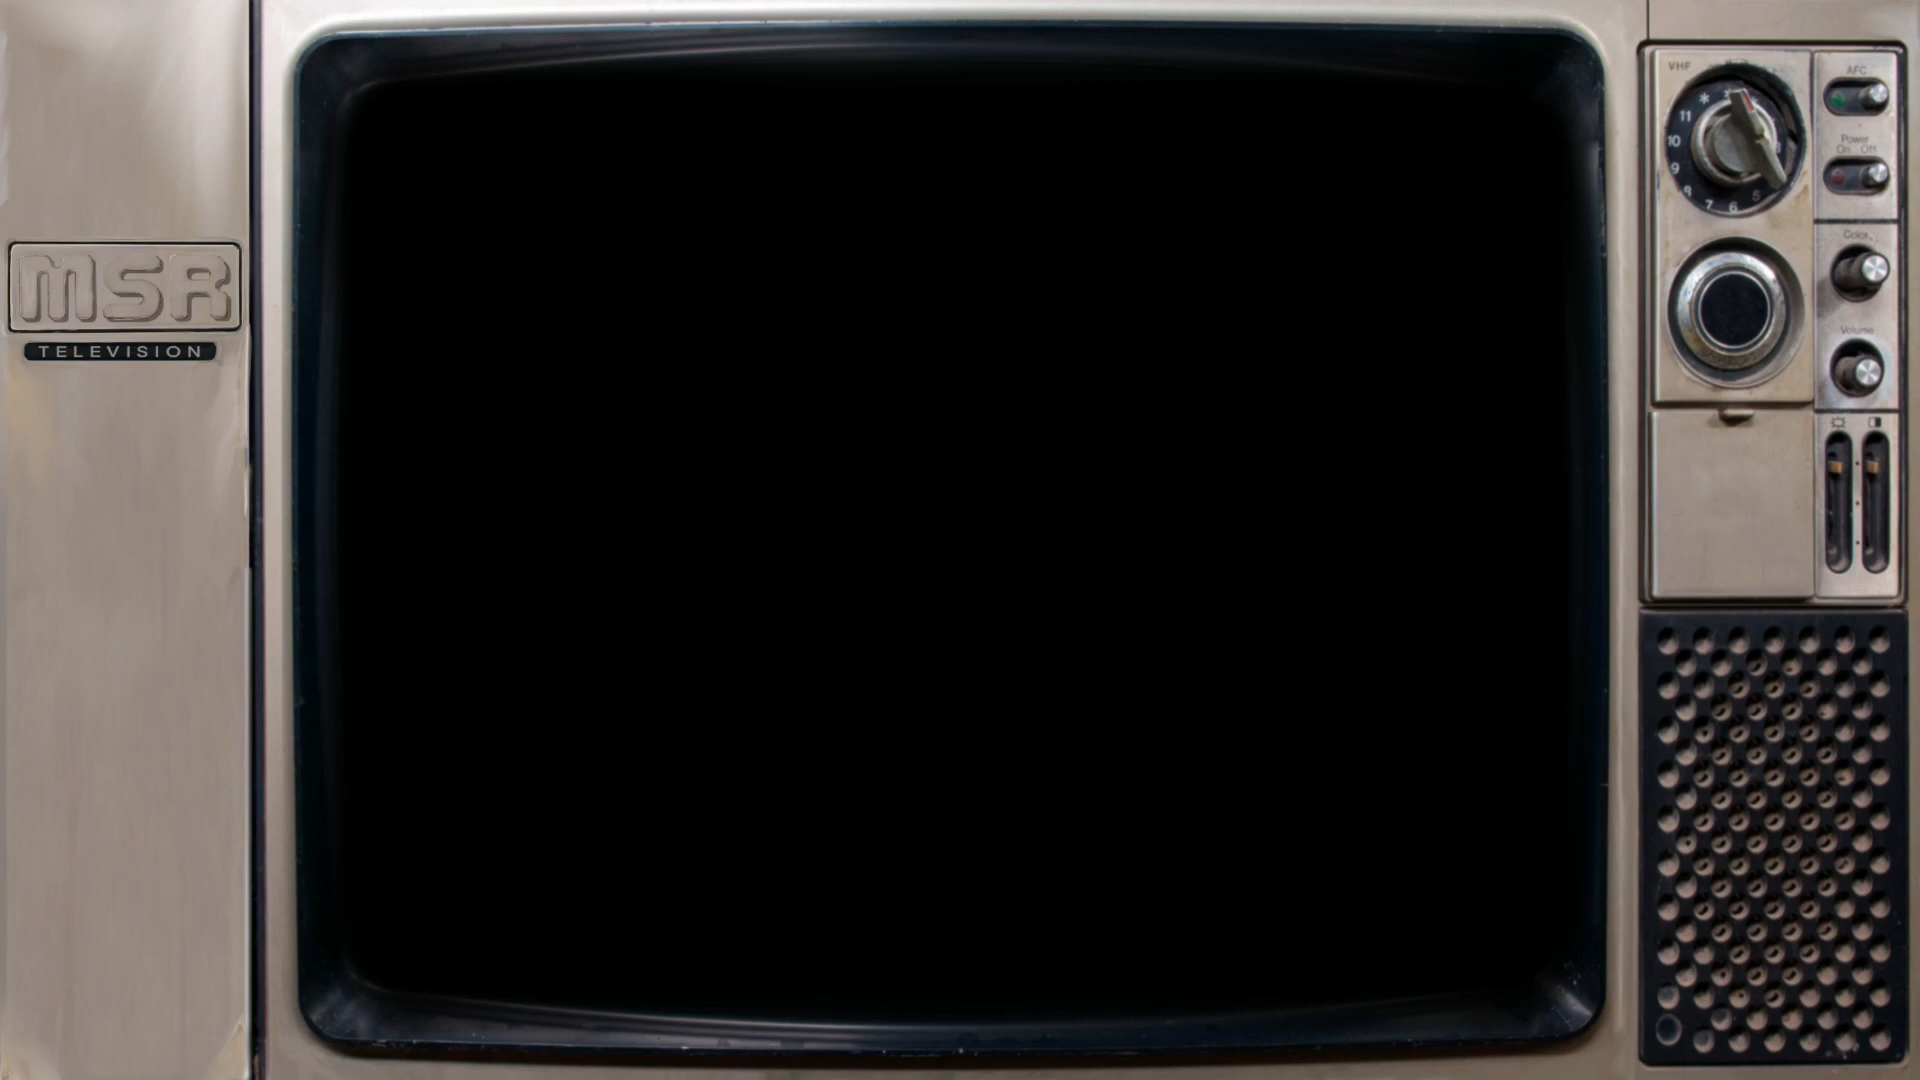 MSR
TELEVISION
VHF
AFC
Power
On Off
11
10
9
8
7
6
5
Color
Volume